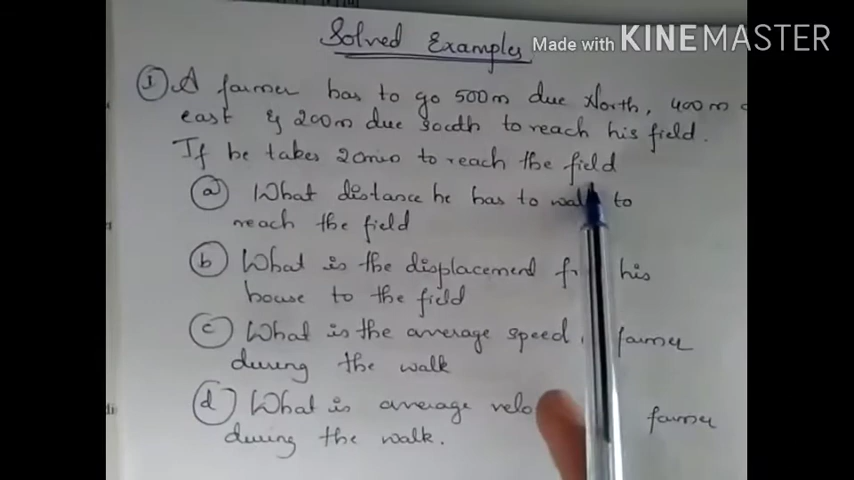 Solved Examples
Made with KINEMASTER
1 A farmer has to go 500m due North, 400m
east & 200m due south to reach his field.
If he takes 20min to reach the field
a What distance he has to walk to
reach the field
b What is the displacement his
house to the field
c What is the average speed farmer
during the walk
d What is average farmer
during the walk.